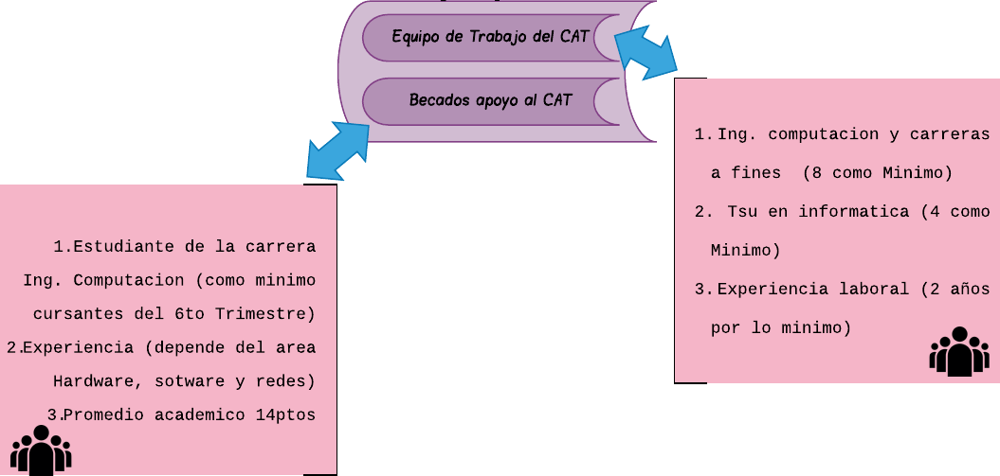 Equipo de Trabajo del CAT
Becados apoyo al CAT
1. Ing. computacion y carreras
a fines (8 como Minimo)
2. Tsu en informatica (4 como
Minimo)
3. Experiencia laboral (2 años
por lo minimo)
1.Estudiante de la carrera
Ing. Computacion (como minimo
cursantes del 6to Trimestre)
2.Experiencia (depende del area
Hardware, sotware y redes)
3.Promedio academico 14ptos